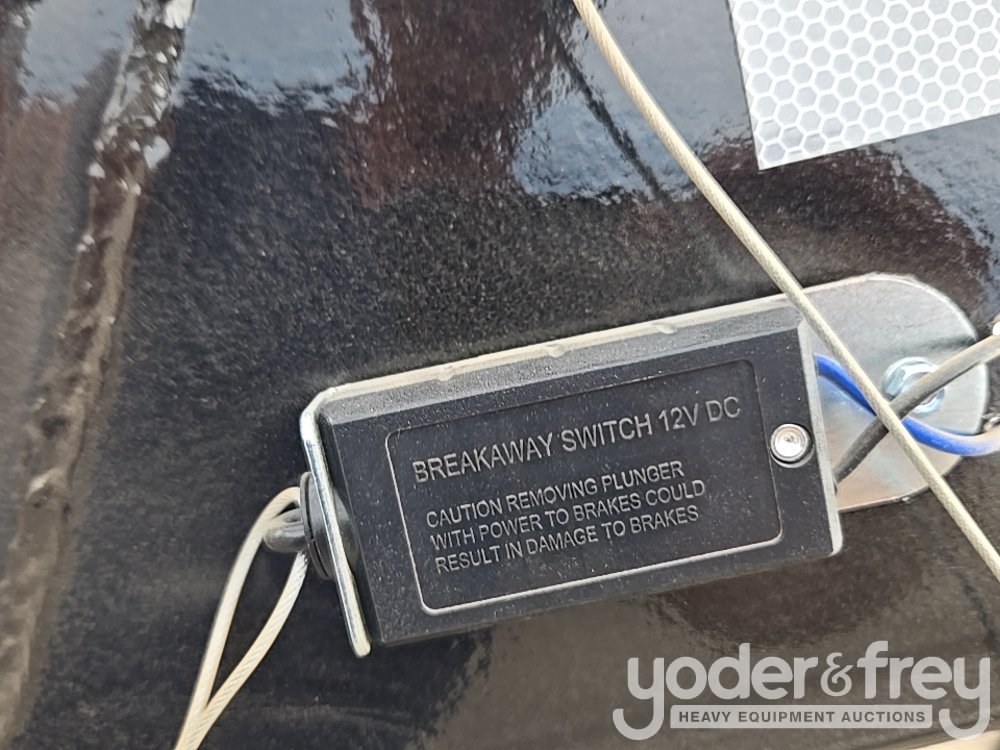 BREAKAWAY SWITCH 12V DC
CAUTION REMOVING PLUNGER
WITH POWER TO BRAKES COULD
RESULT IN DAMAGE TO BRAKES
yoder&frey
HEAVY EQUIPMENT AUCTIONS